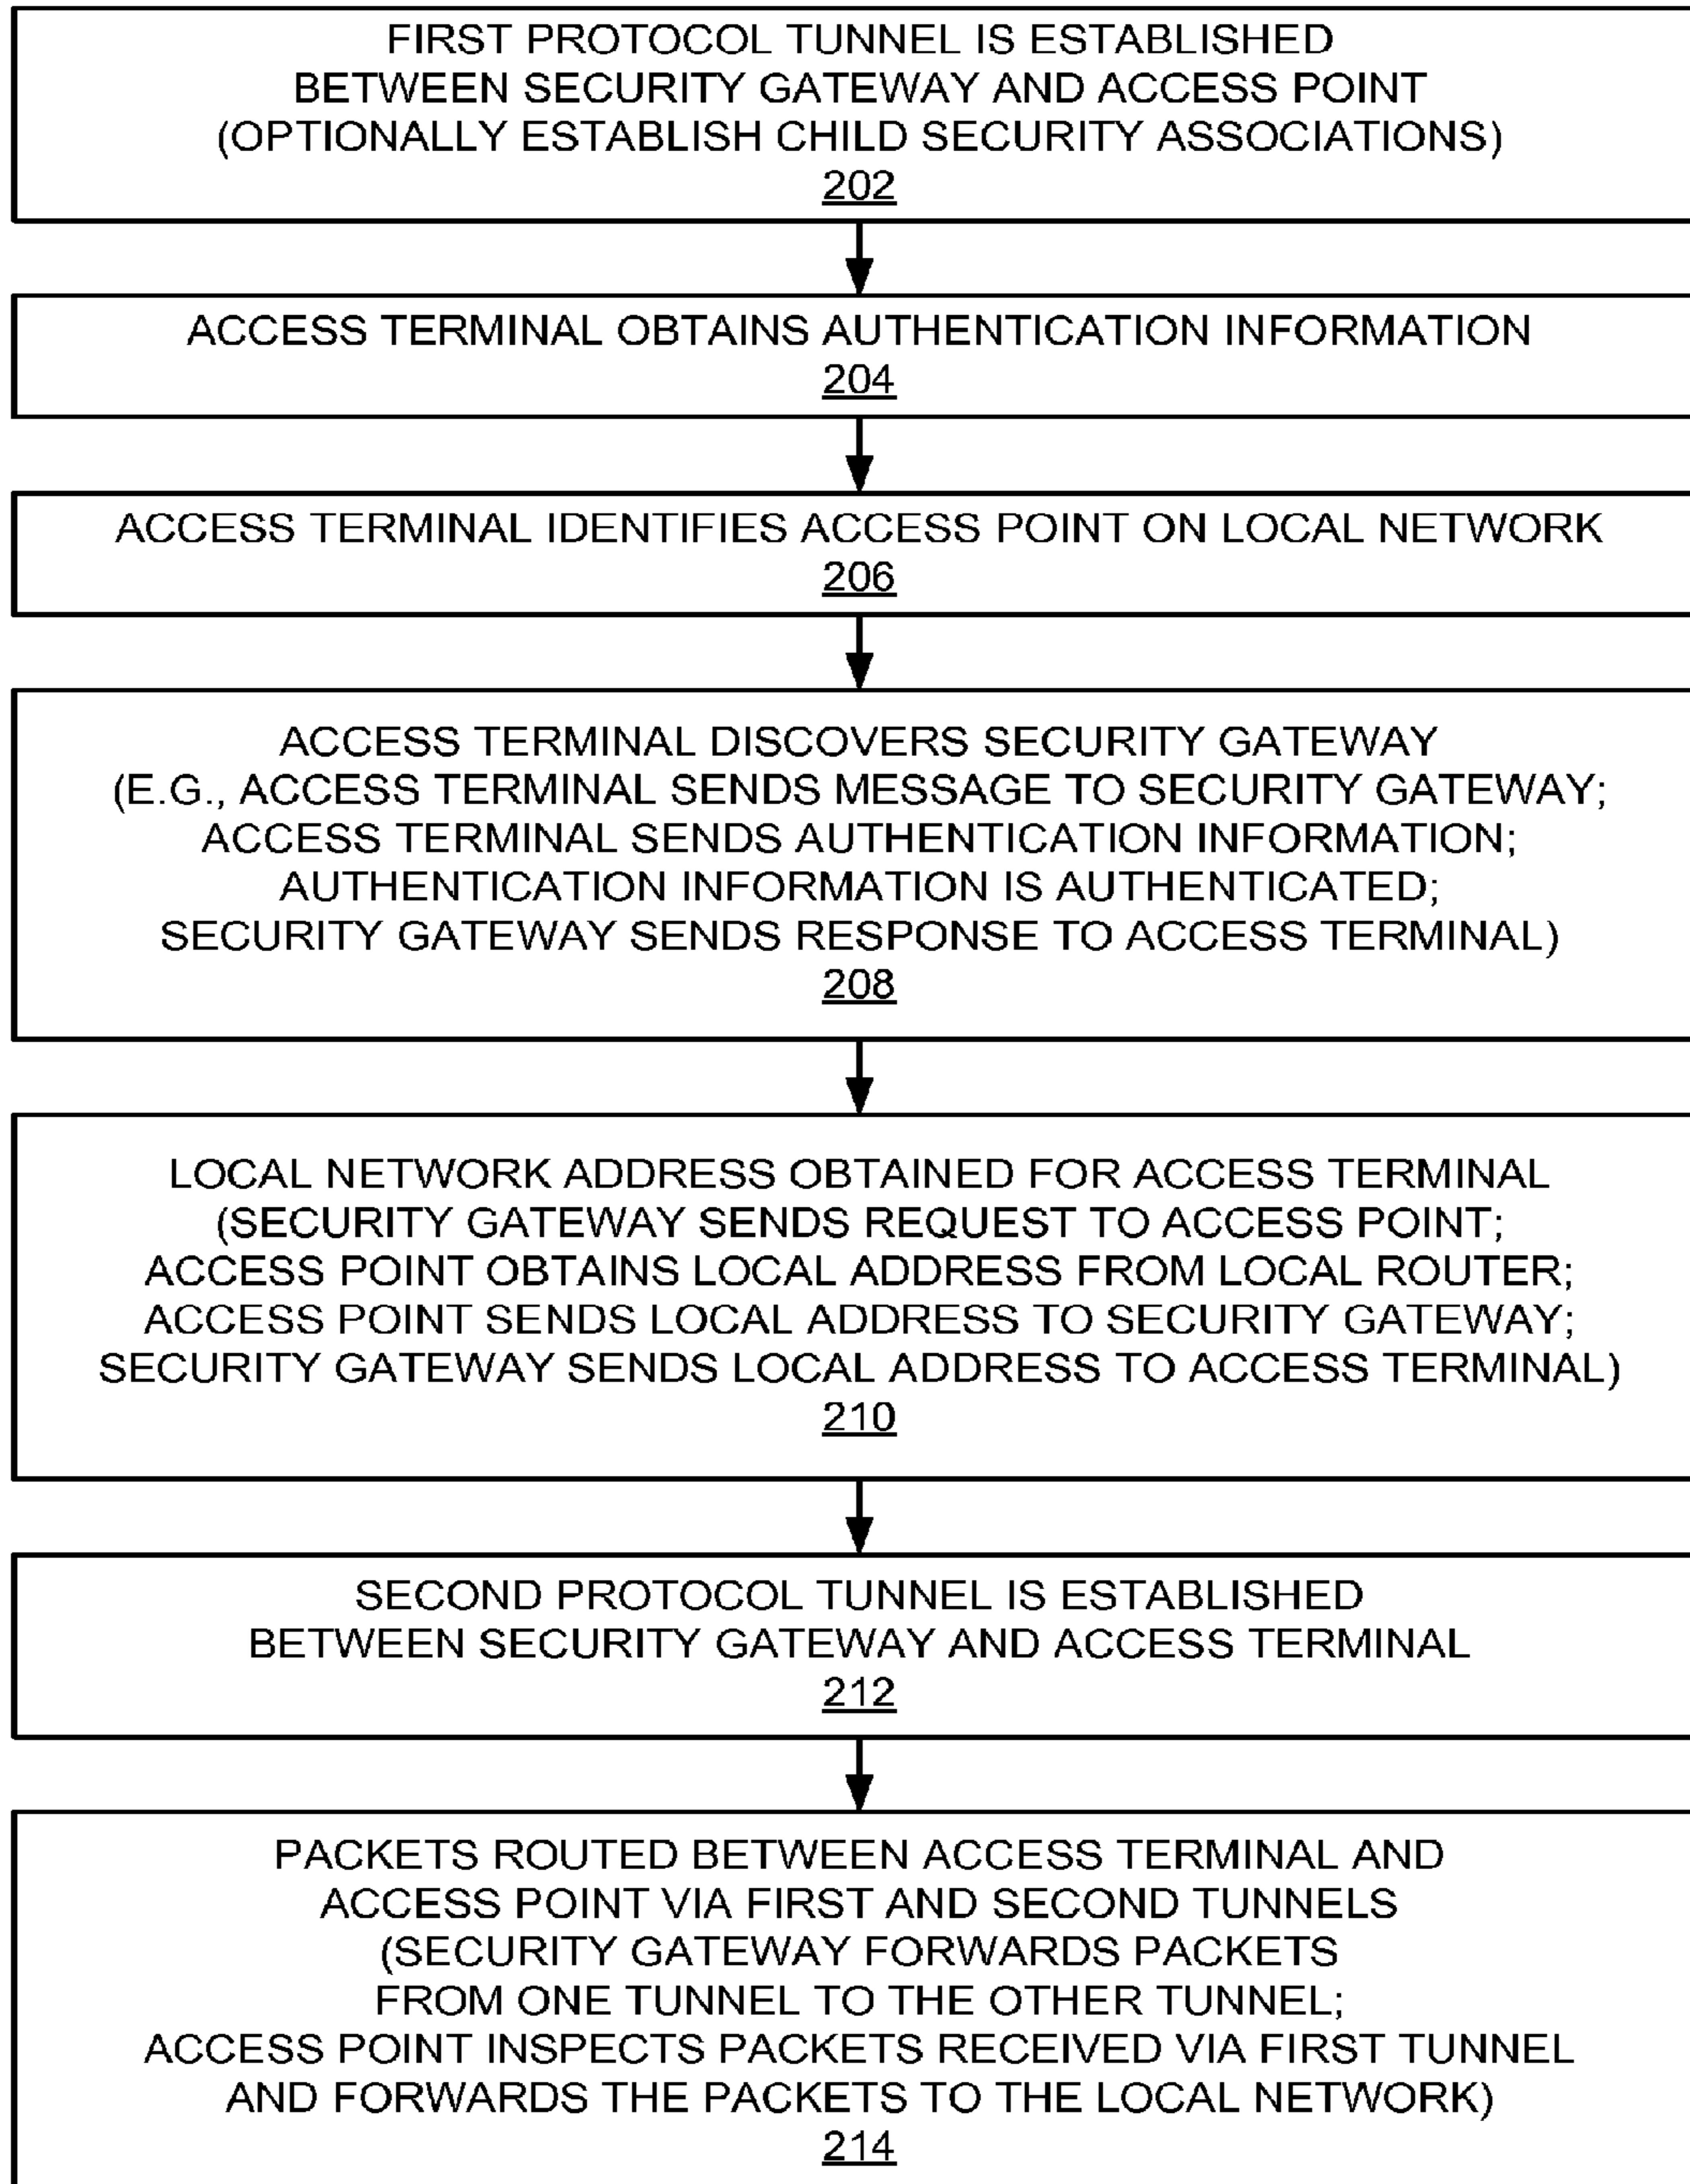 FIRST PROTOCOL TUNNEL IS ESTABLISHED
BETWEEN SECURITY GATEWAY AND ACCESS POINT
(OPTIONALLY ESTABLISH CHILD SECURITY ASSOCIATIONS)
202
ACCESS TERMINAL OBTAINS AUTHENTICATION INFORMATION
204
ACCESS TERMINAL IDENTIFIES ACCESS POINT ON LOCAL NETWORK
206
ACCESS TERMINAL DISCOVERS SECURITY GATEWAY
(E.G., ACCESS TERMINAL SENDS MESSAGE TO SECURITY GATEWAY;
ACCESS TERMINAL SENDS AUTHENTICATION INFORMATION;
AUTHENTICATION INFORMATION IS AUTHENTICATED;
SECURITY GATEWAY SENDS RESPONSE TO ACCESS TERMINAL)
208
LOCAL NETWORK ADDRESS OBTAINED FOR ACCESS TERMINAL
(SECURITY GATEWAY SENDS REQUEST TO ACCESS POINT;
ACCESS POINT OBTAINS LOCAL ADDRESS FROM LOCAL ROUTER;
ACCESS POINT SENDS LOCAL ADDRESS TO SECURITY GATEWAY;
SECURITY GATEWAY SENDS LOCAL ADDRESS TO ACCESS TERMINAL)
210
SECOND PROTOCOL TUNNEL IS ESTABLISHED
BETWEEN SECURITY GATEWAY AND ACCESS TERMINAL
212
PACKETS ROUTED BETWEEN ACCESS TERMINAL AND
ACCESS POINT VIA FIRST AND SECOND TUNNELS
(SECURITY GATEWAY FORWARDS PACKETS
FROM ONE TUNNEL TO THE OTHER TUNNEL;
ACCESS POINT INSPECTS PACKETS RECEIVED VIA FIRST TUNNEL
AND FORWARDS THE PACKETS TO THE LOCAL NETWORK)
214